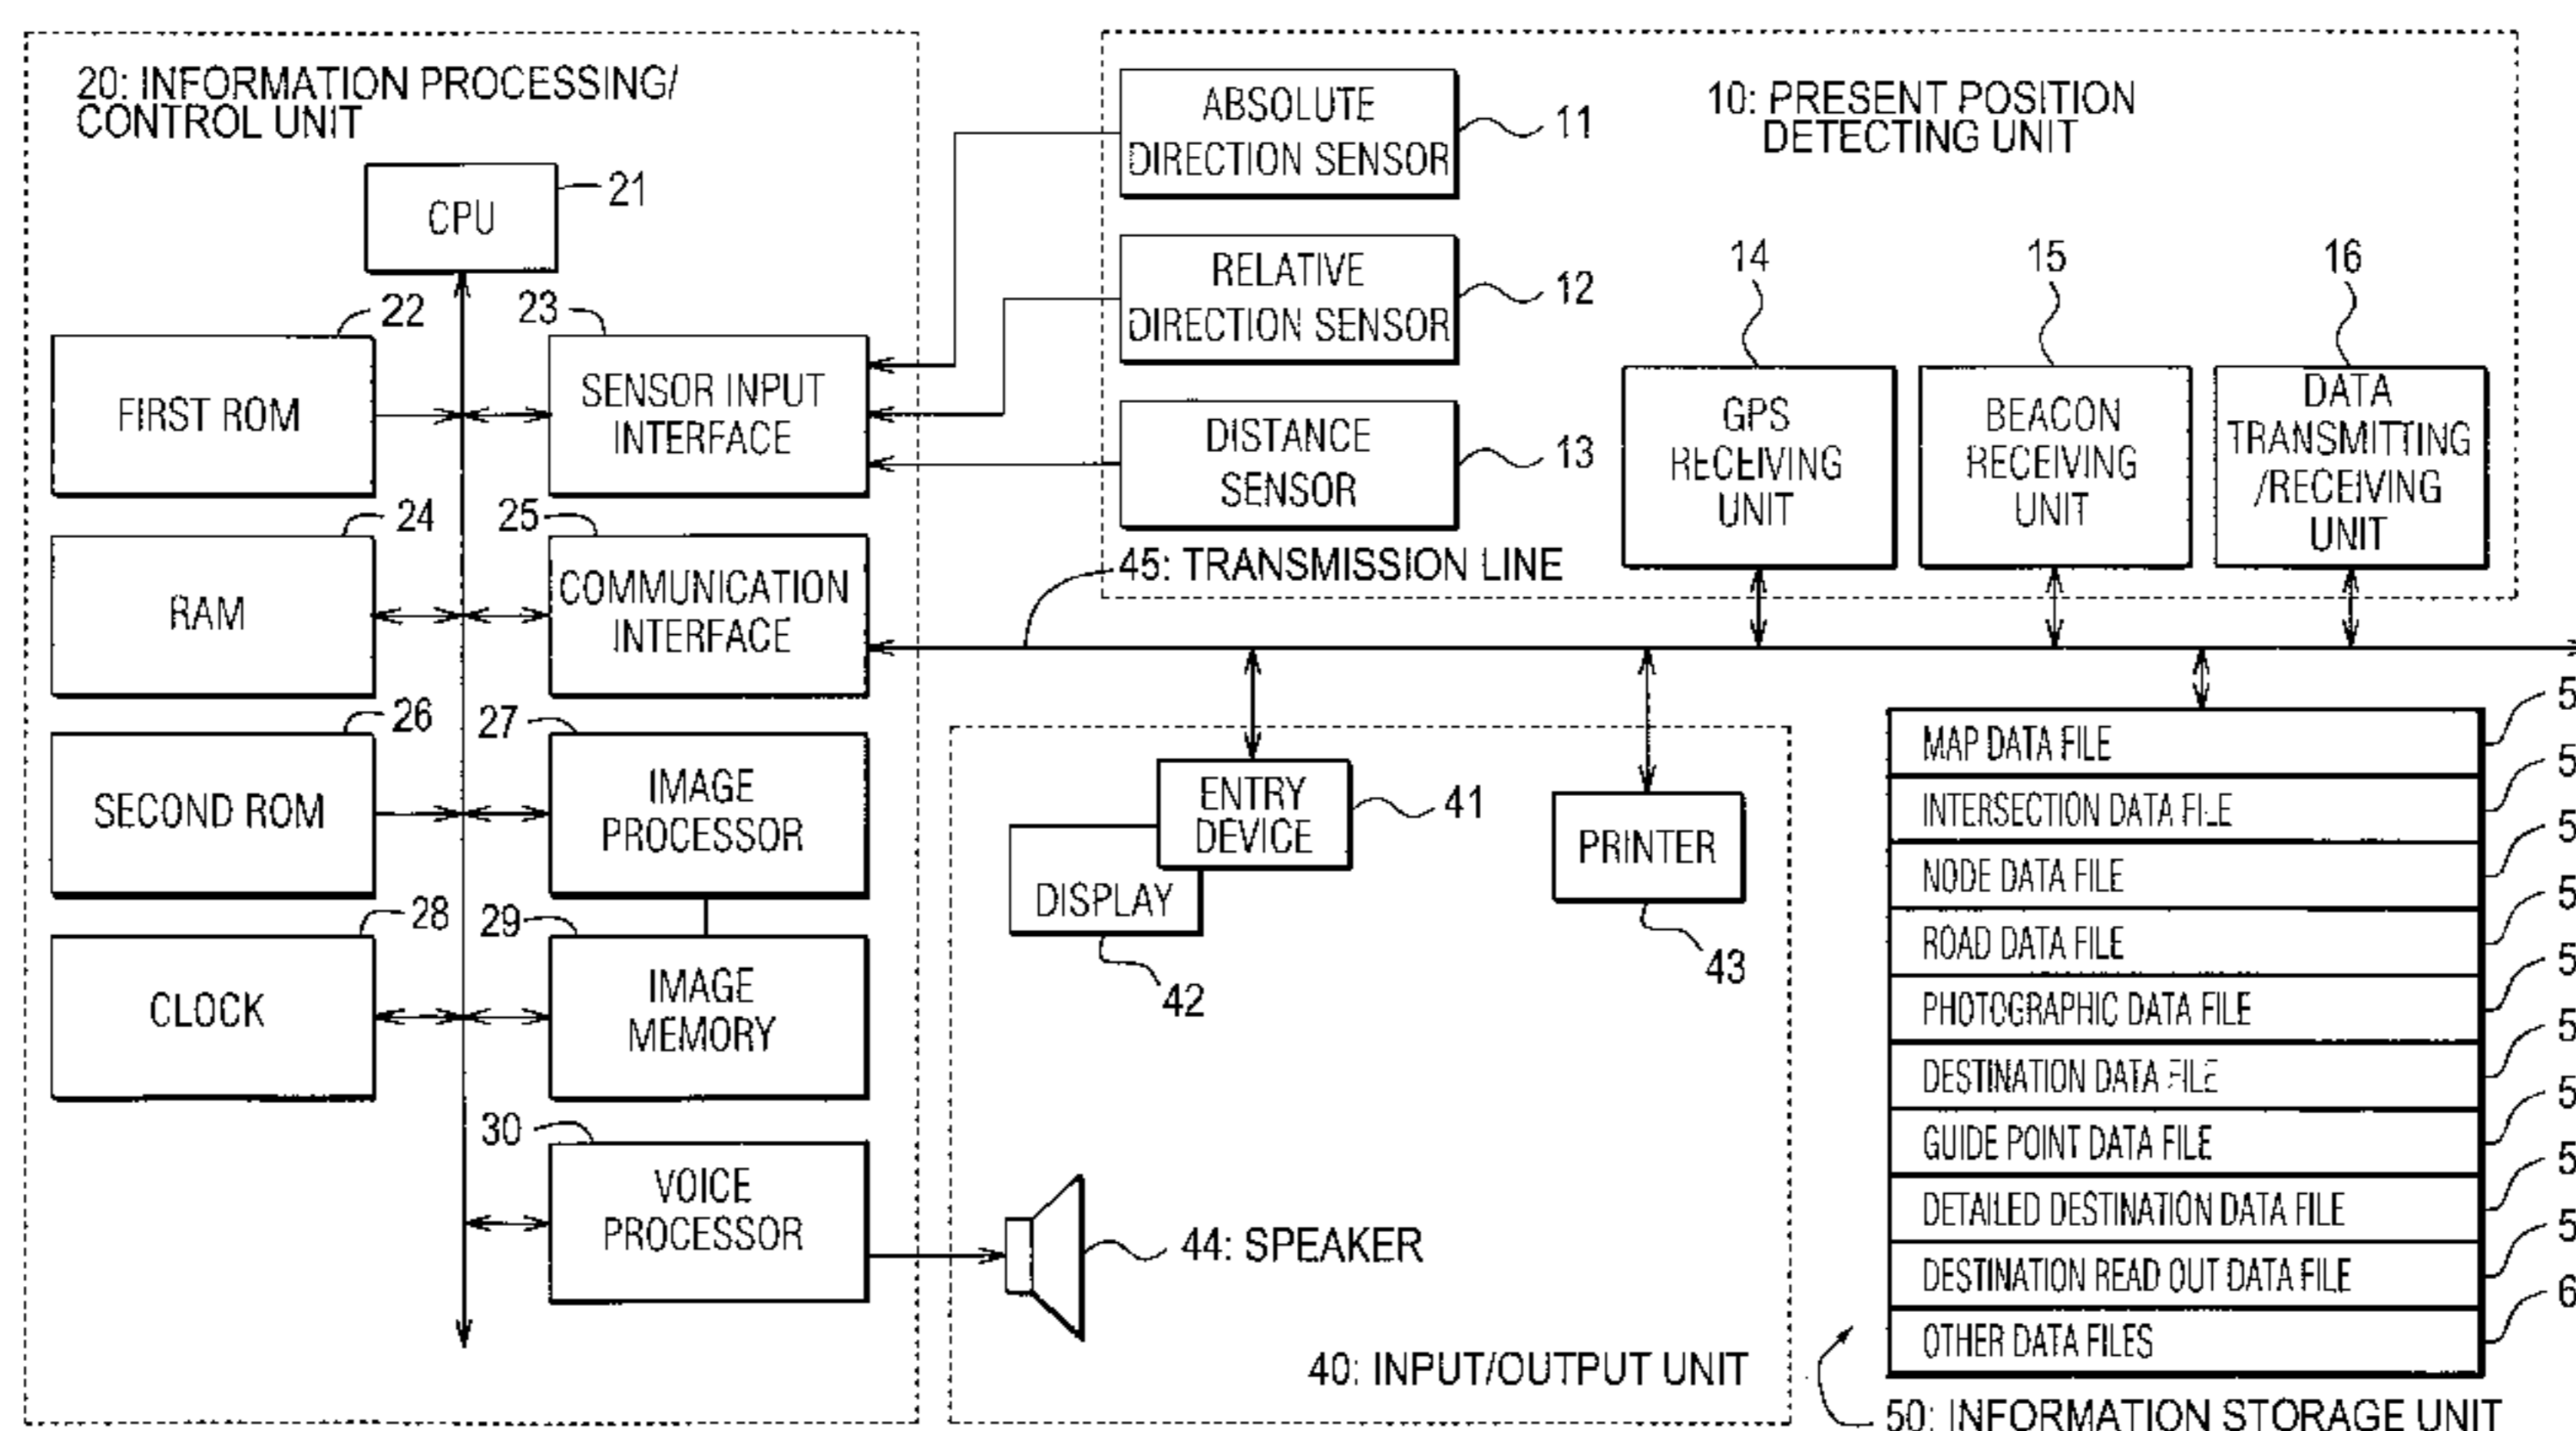 20: INFORMATION PROCESSING/
CONTROL UNIT
CPU
21
22
FIRST ROM
23
SENSOR INPUT
INTERFACE
24
RAM
25
COMMUNICATION
INTERFACE
26
SECOND ROM
27
IMAGE
PROCESSOR
28
CLOCK
29
IMAGE
MEMORY
30
VOICE
PROCESSOR
10: PRESENT POSITION
DETECTING UNIT
ABSOLUTE
DIRECTION SENSOR
11
RELATIVE
DIRECTION SENSOR
12
DISTANCE
SENSOR
13
14
GPS
RECEIVING
UNIT
15
BEACON
RECEIVING
UNIT
16
DATA
TRANSMITTING
/RECEIVING
UNIT
45: TRANSMISSION LINE
ENTRY
DEVICE
41
DISPLAY
42
PRINTER
43
44: SPEAKER
40: INPUT/OUTPUT UNIT
MAP DATA FILE
INTERSECTION DATA FILE
NODE DATA FILE
ROAD DATA FILE
PHOTOGRAPHIC DATA FILE
DESTINATION DATA FILE
GUIDE POINT DATA FILE
DETAILED DESTINATION DATA FILE
DESTINATION READ OUT DATA FILE
OTHER DATA FILES
50: INFORMATION STORAGE UNIT